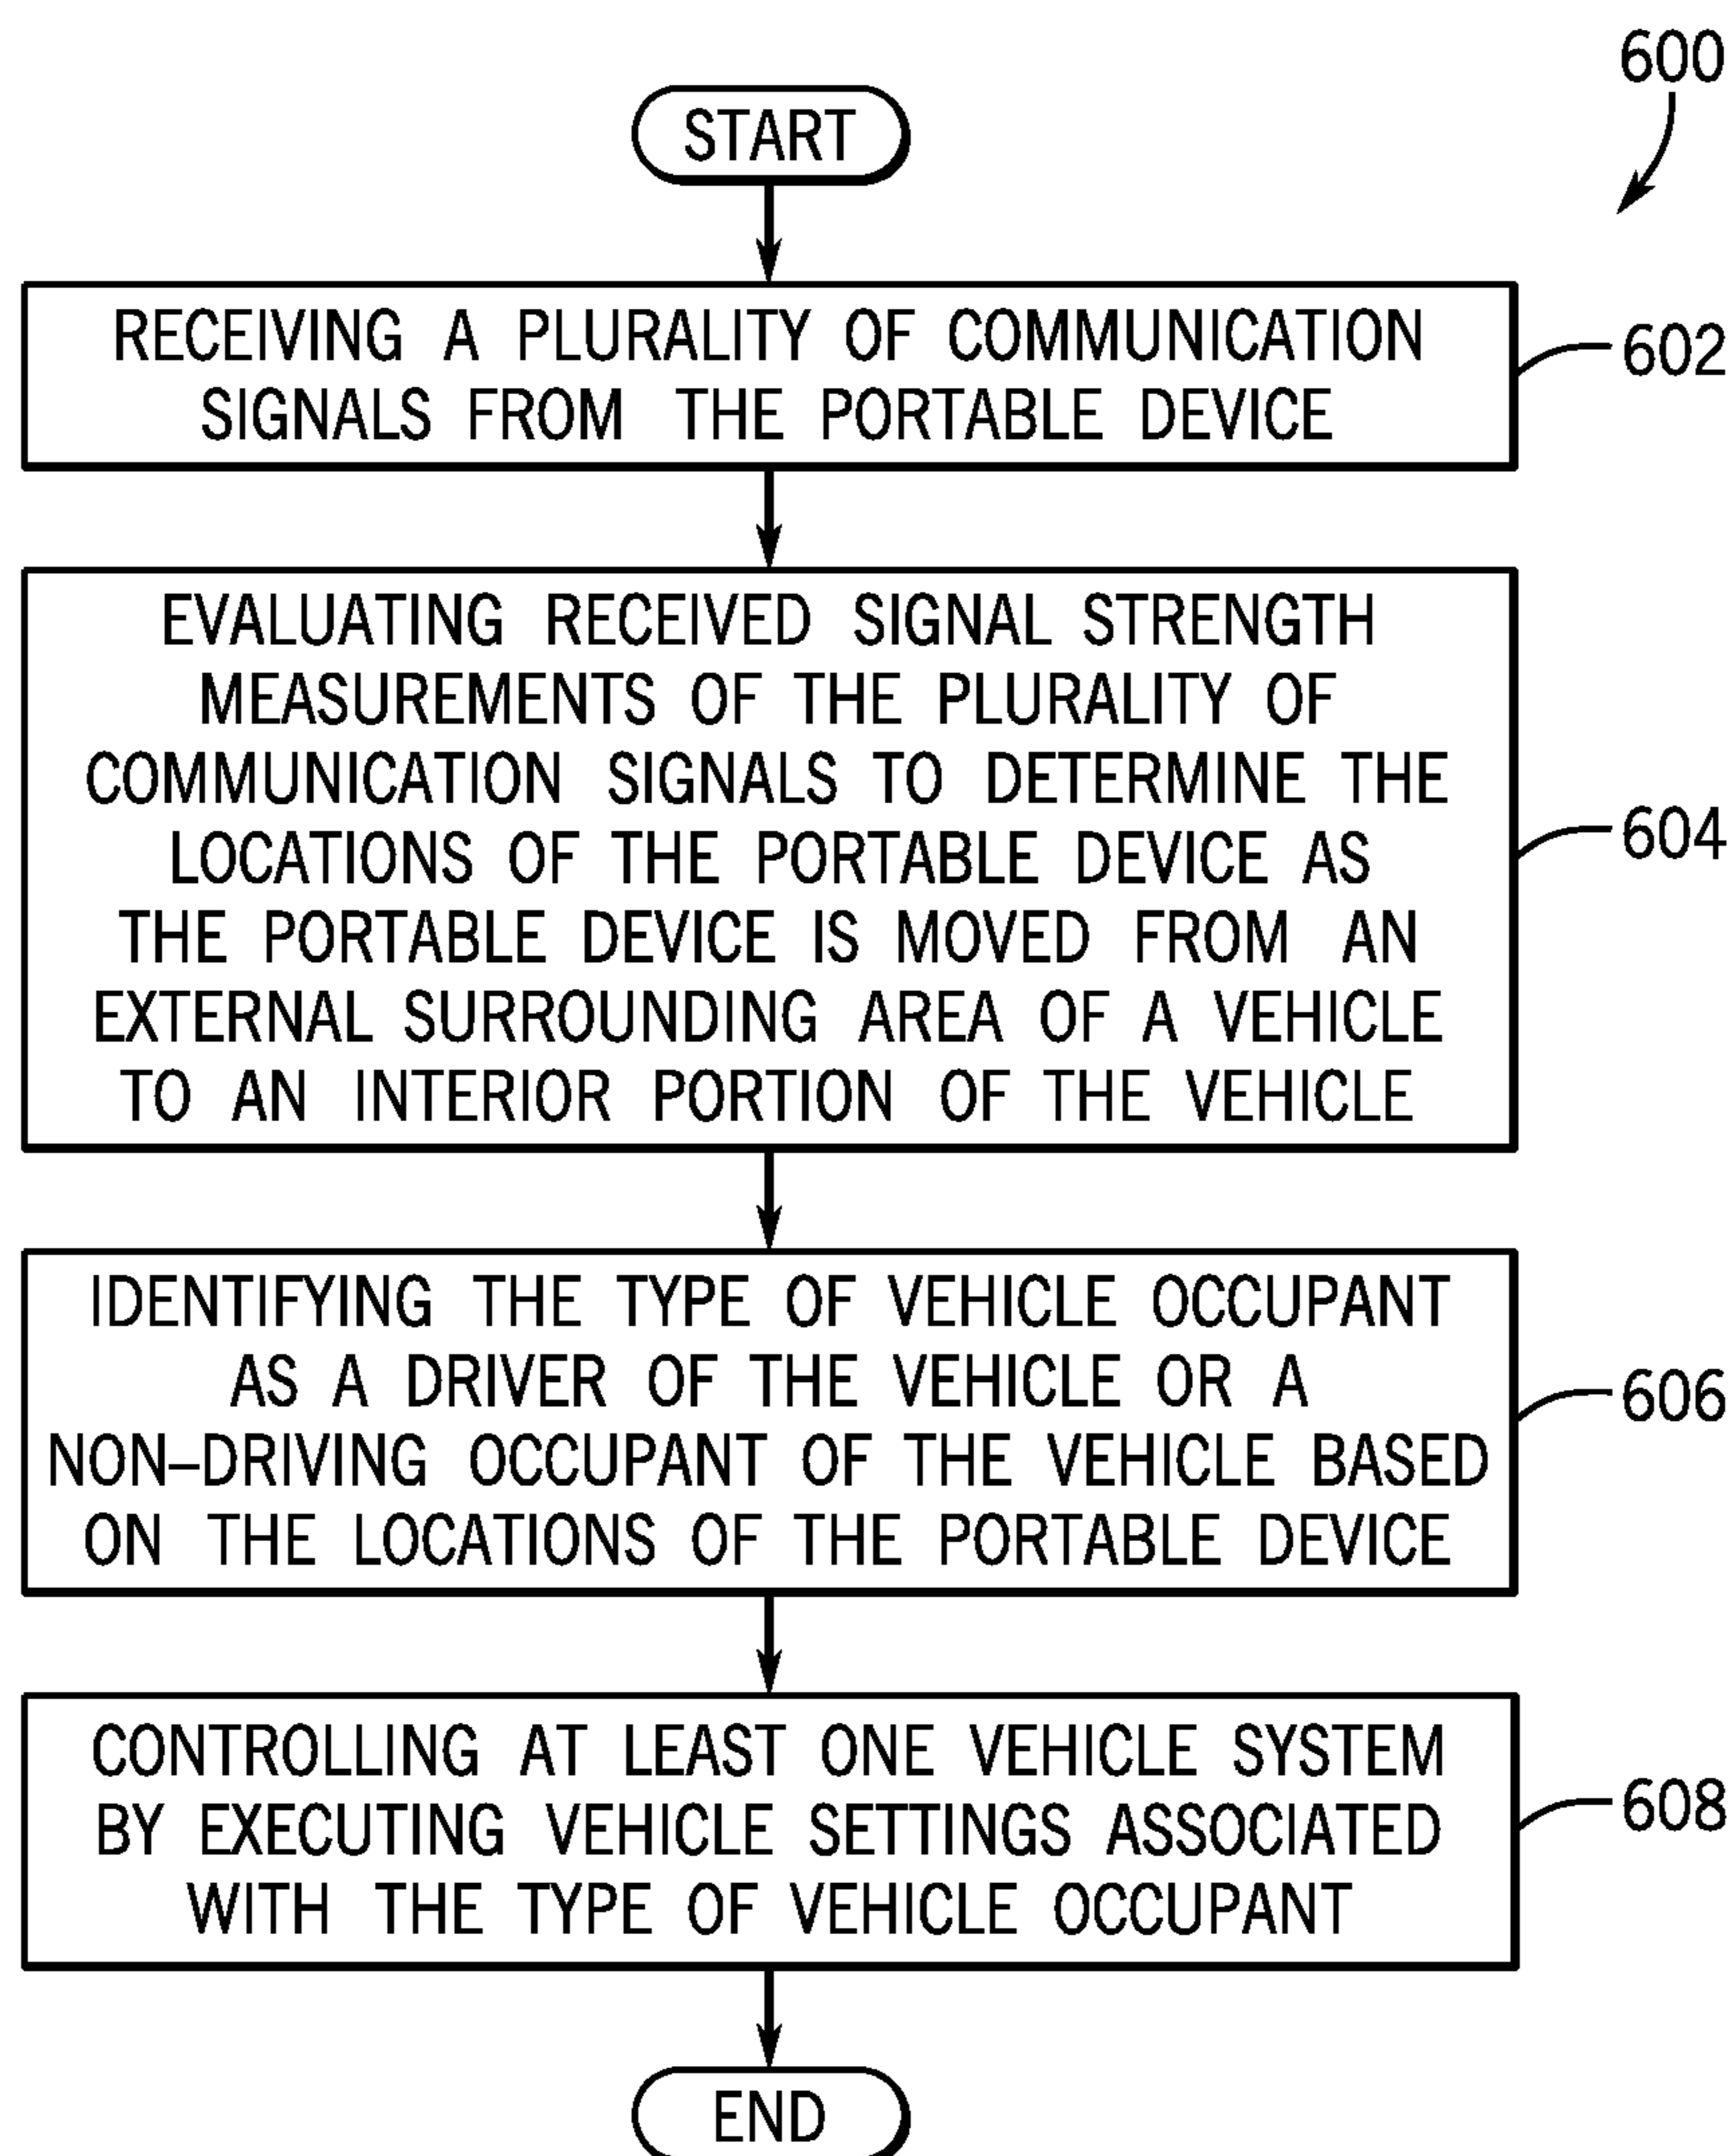 600
START
RECEIVING A PLURALITY OF COMMUNICATION
SIGNALS FROM THE PORTABLE DEVICE
602
EVALUATING RECEIVED SIGNAL STRENGTH
MEASUREMENTS OF THE PLURALITY OF
COMMUNICATION SIGNALS TO DETERMINE THE
LOCATIONS OF THE PORTABLE DEVICE AS
THE PORTABLE DEVICE IS MOVED FROM AN
EXTERNAL SURROUNDING AREA OF A VEHICLE
TO AN INTERIOR PORTION OF THE VEHICLE
604
IDENTIFYING THE TYPE OF VEHICLE OCCUPANT
AS A DRIVER OF THE VEHICLE OR A
NON–DRIVING OCCUPANT OF THE VEHICLE BASED
ON THE LOCATIONS OF THE PORTABLE DEVICE
606
CONTROLLING AT LEAST ONE VEHICLE SYSTEM
BY EXECUTING VEHICLE SETTINGS ASSOCIATED
WITH THE TYPE OF VEHICLE OCCUPANT
608
END